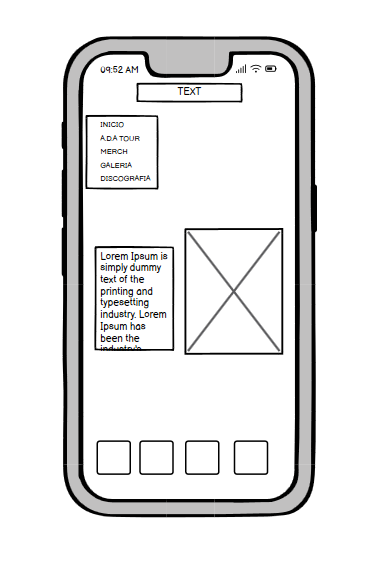 09:52 AM
TEXT
INICIO
A.D.A TOUR
MERCH
GALERIA
DISCOGRAFIA
Lorem Ipsum is
simply dummy
text of the
printing and
typesetting
industry. Lorem
Ipsum has
been the
industry's